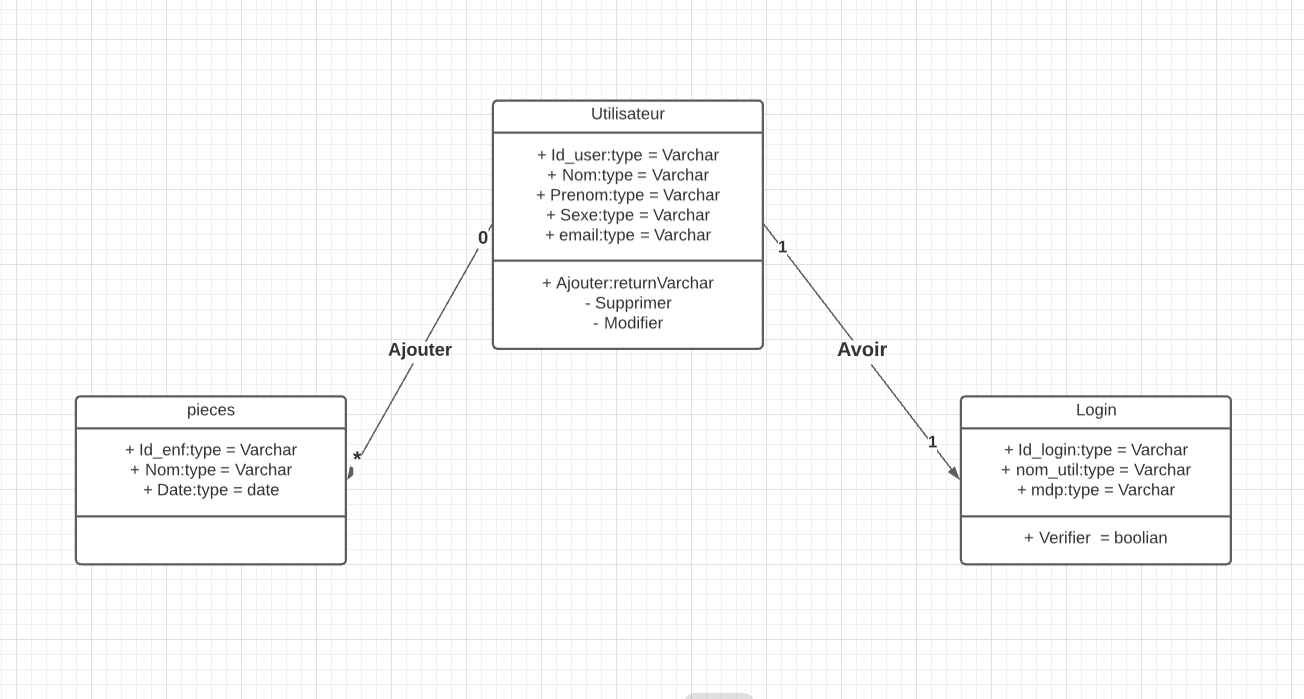 Utilisateur
+ Id_user:type = Varchar
+ Nom:type = Varchar
+ Prenom:type = Varchar
+ Sexe:type = Varchar
+ email:type = Varchar
+ Ajouter:returnVarchar
- Supprimer
- Modifier
0
1
Ajouter
Avoir
*
1
pieces
+ Id_enf:type = Varchar
+ Nom:type = Varchar
+ Date:type = date
Login
+ Id_login:type = Varchar
+ nom_util:type = Varchar
+ mdp:type = Varchar
+ Verifier  = boolian